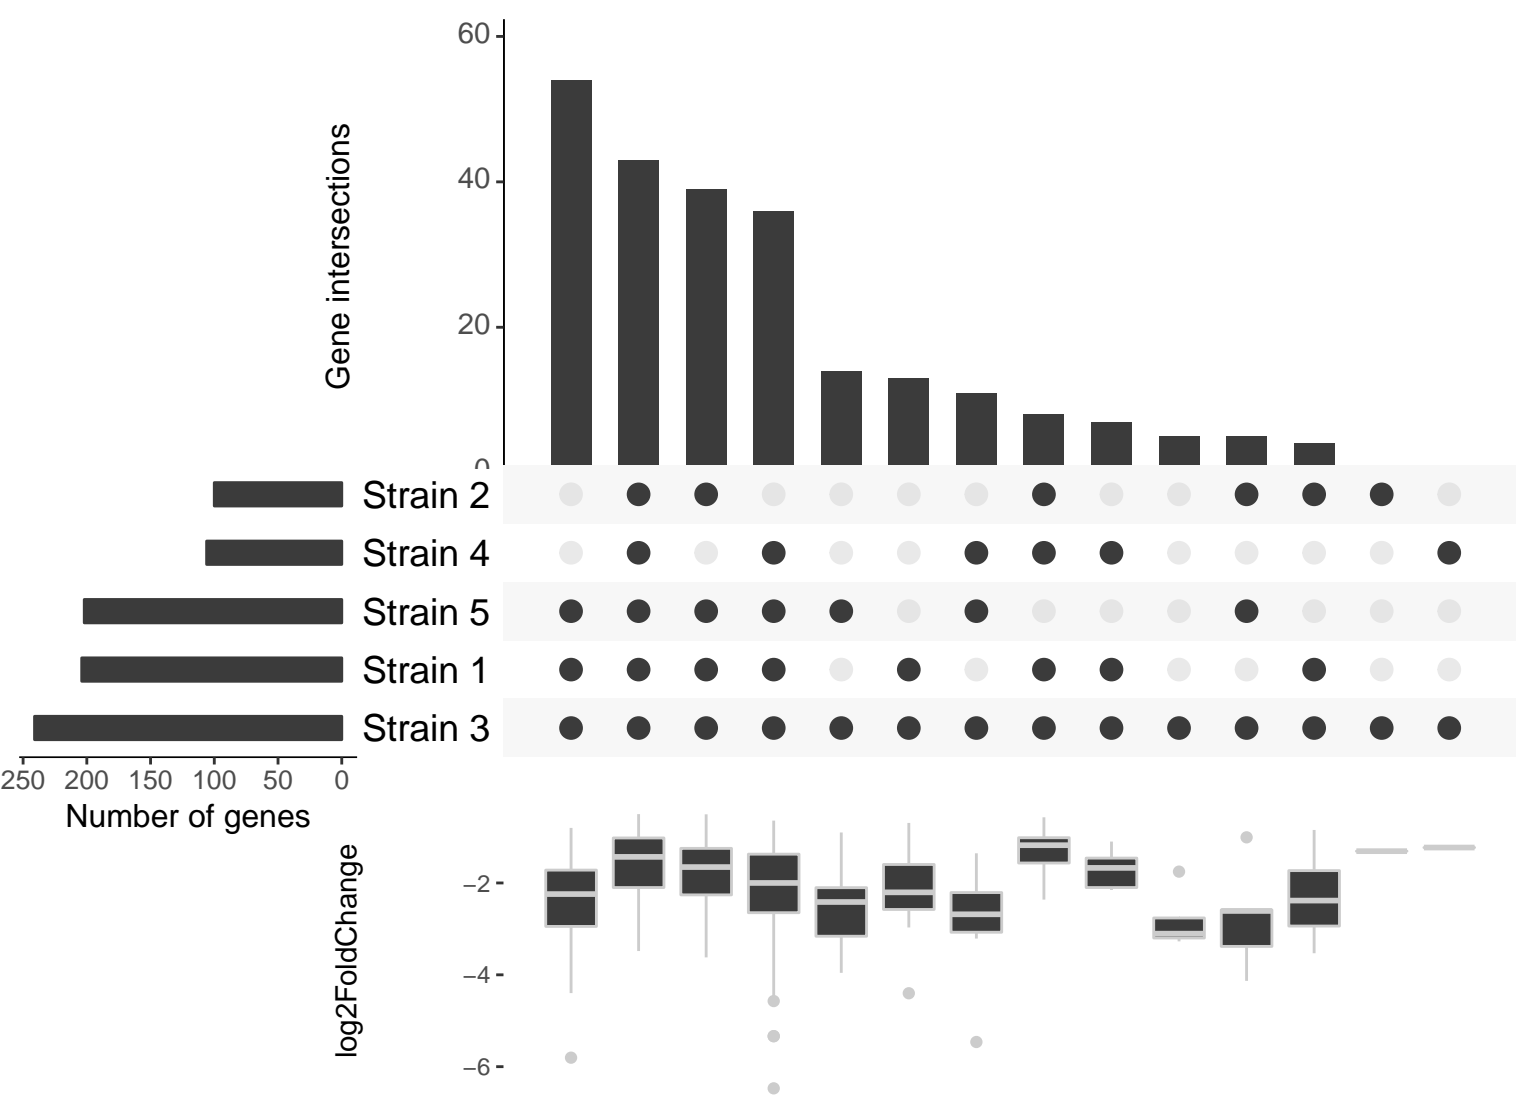 60
40
20
0
Gene intersections
Strain 2
Strain 4
Strain 5
Strain 1
Strain 3
250 200 150 100 50 0
Number of genes
log2FoldChange
−2
−4
−6